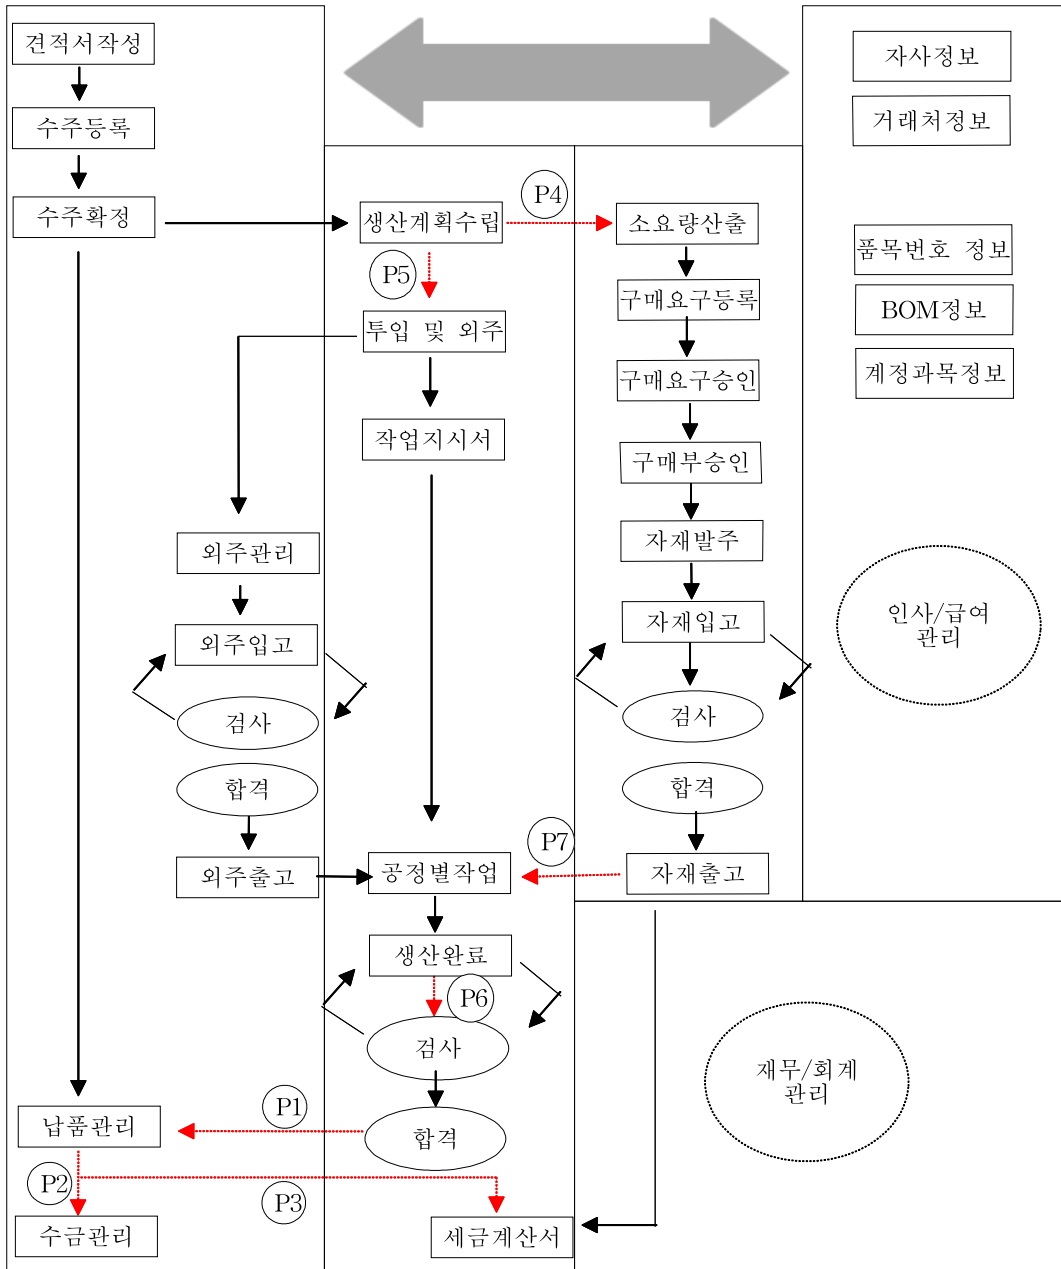 견적서작성
수주등록
수주확정
생산계획수립
P4
P5
투입 및 외주
작업지시서
소요량산출
구매요구등록
구매요구승인
구매부승인
자재발주
자재입고
검사
합격
자재출고
P7
외주관리
외주입고
검사
합격
외주출고
공정별작업
생산완료
P6
검사
합격
P1
납품관리
P2
P3
수금관리
세금계산서
자사정보
거래처정보
품목번호 정보
BOM정보
계정과목정보
인사/급여
관리
재무/회계
관리